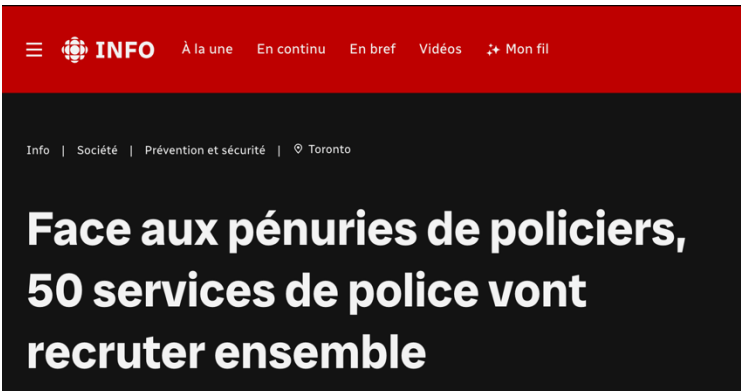 INFO À la une En continu En bref Vidéos Mon fil
Info | Société | Prévention et sécurité | Toronto
Face aux pénuries de policiers,
50 services de police vont
recruter ensemble